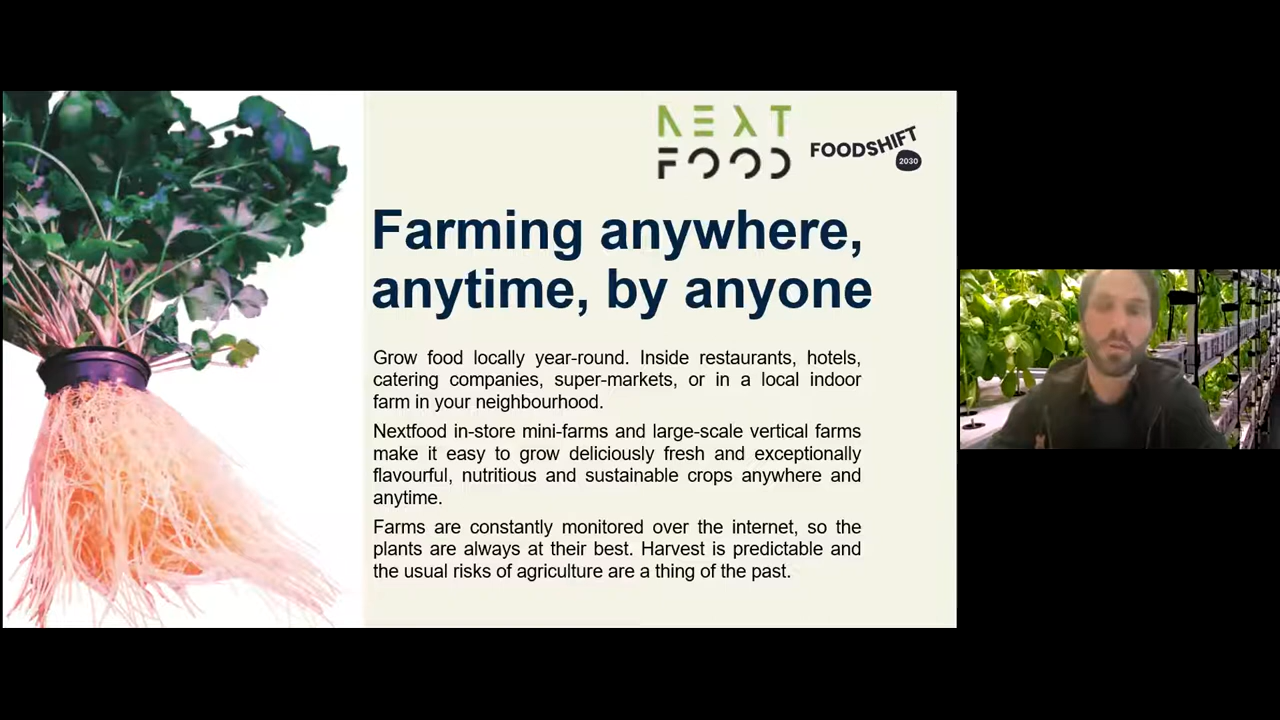 NEXT
FOOD
FOODSHIFT
2030
Farming anywhere,
anytime, by anyone
Grow food locally year-round. Inside restaurants, hotels,
catering companies, super-markets, or in a local indoor
farm in your neighbourhood.
Nextfood in-store mini-farms and large-scale vertical farms
make it easy to grow deliciously fresh and exceptionally
flavourful, nutritious and sustainable crops anywhere and
anytime.
Farms are constantly monitored over the internet, so the
plants are always at their best. Harvest is predictable and
the usual risks of agriculture are a thing of the past.